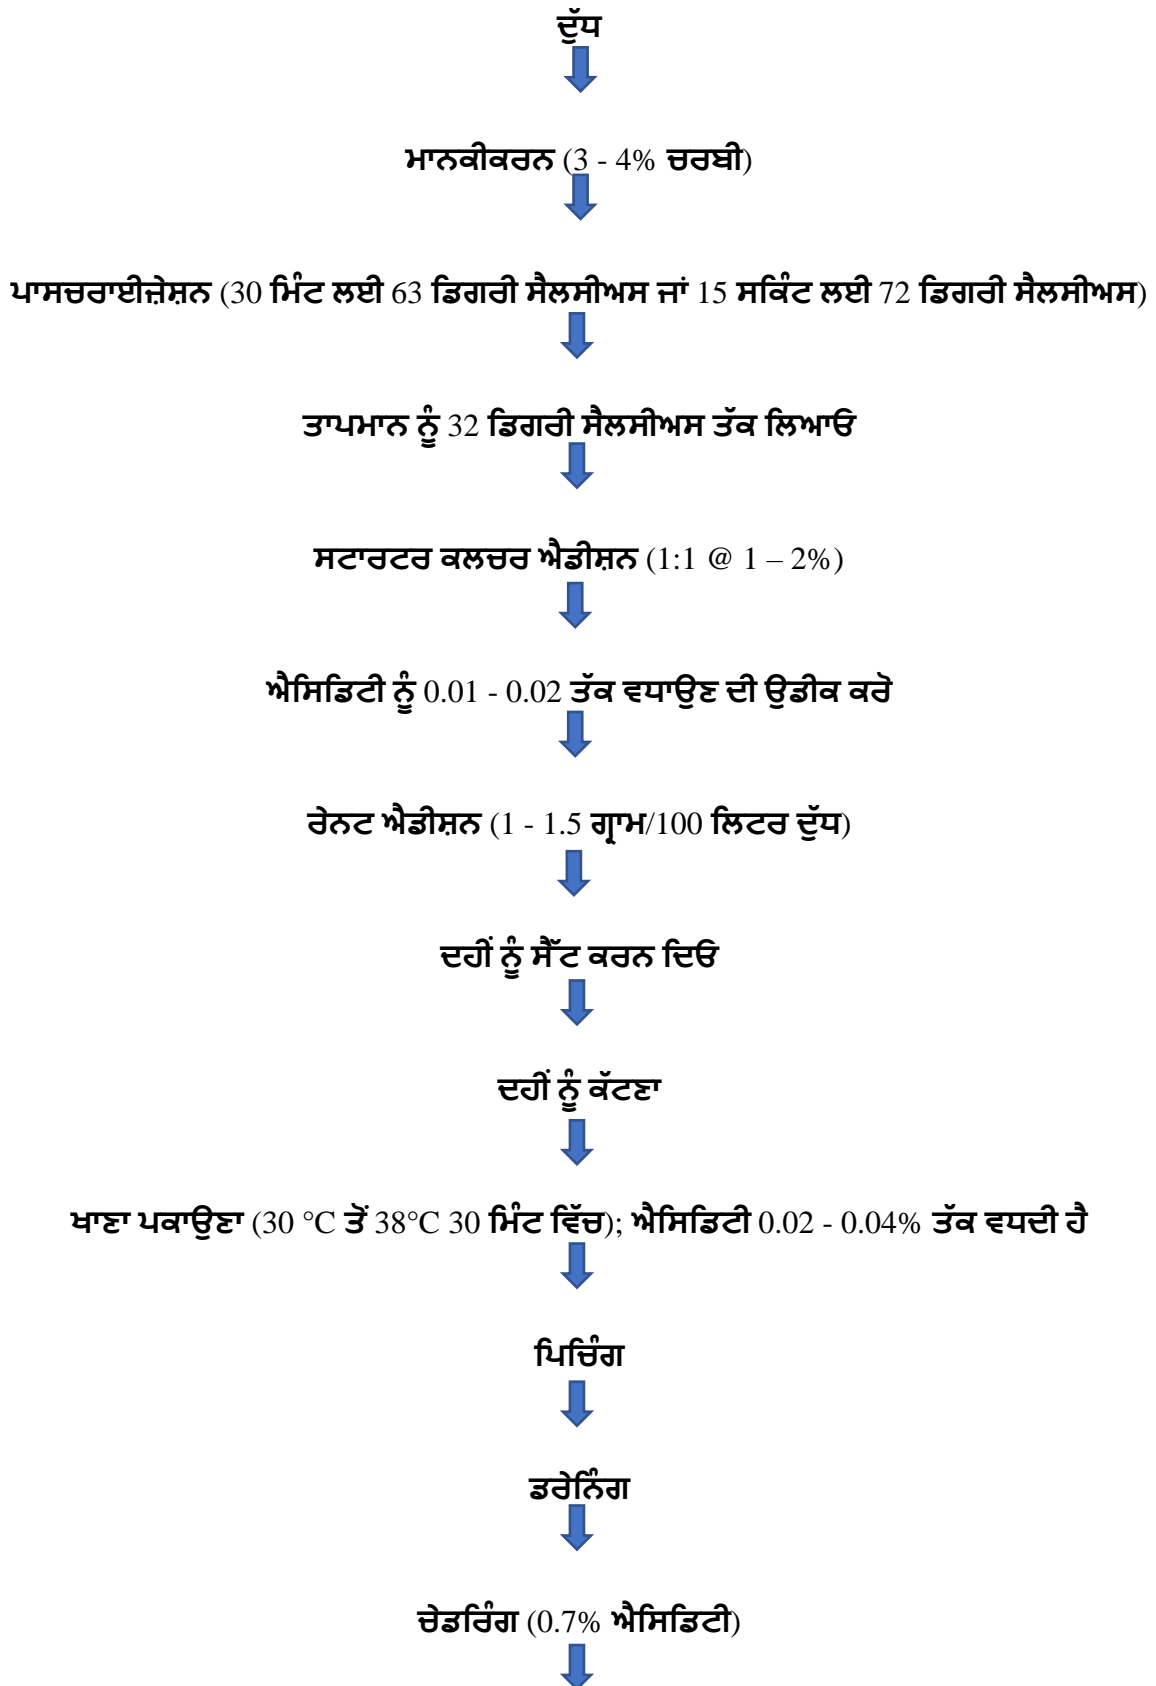 ਦੁੱਧ
ਮਾਨਕੀਕਰਨ (3 - 4% ਚਰਬੀ)
ਪਾਸਚਰਾਈਜ਼ੇਸ਼ਨ (30 ਮਿੰਟ ਲਈ 63 ਡਿਗਰੀ ਸੈਲਸੀਅਸ ਜਾਂ 15 ਸਕਿੰਟ ਲਈ 72 ਡਿਗਰੀ ਸੈਲਸੀਅਸ)
ਤਾਪਮਾਨ ਨੂੰ 32 ਡਿਗਰੀ ਸੈਲਸੀਅਸ ਤੱਕ ਲਿਆਓ
ਸਟਾਰਟਰ ਕਲਚਰ ਐਡੀਸ਼ਨ (1:1 @ 1 – 2%)
ਐਸਿਡਿਟੀ ਨੂੰ 0.01 - 0.02 ਤੱਕ ਵਧਾਉਣ ਦੀ ਉਡੀਕ ਕਰੋ
ਰੇਨਟ ਐਡੀਸ਼ਨ (1 - 1.5 ਗ੍ਰਾਮ/100 ਲਿਟਰ ਦੁੱਧ)
ਦਹੀਂ ਨੂੰ ਸੈੱਟ ਕਰਨ ਦਿਓ
ਦਹੀਂ ਨੂੰ ਕੱਟਣਾ
ਖਾਣਾ ਪਕਾਉਣਾ (30 °C ਤੋਂ 38°C 30 ਮਿੰਟ ਵਿੱਚ); ਐਸਿਡਿਟੀ 0.02 - 0.04% ਤੱਕ ਵਧਦੀ ਹੈ
ਪਿਚਿੰਗ
ਡਰੇਨਿੰਗ
ਚੇਡਰਿੰਗ (0.7% ਐਸਿਡਿਟੀ)